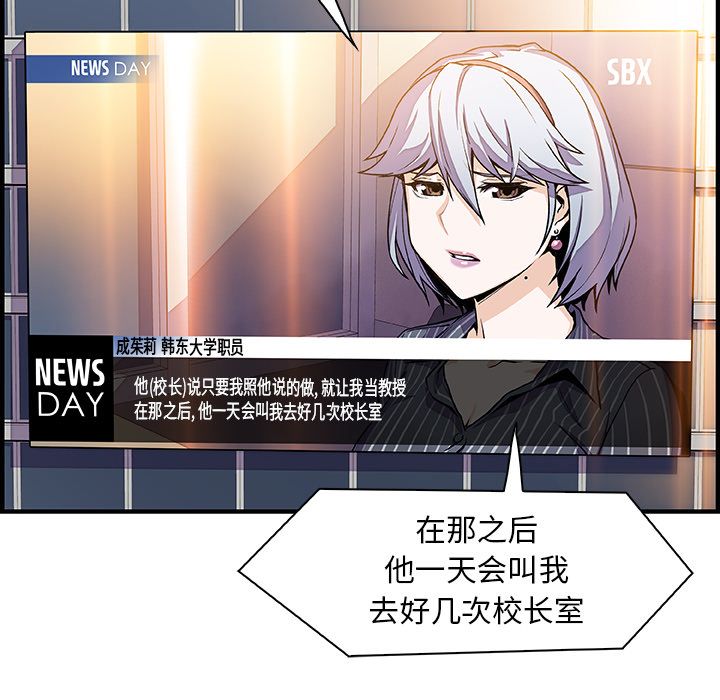 NEWS DAY
SBX
成茱莉 韩东大学职员
NEWS
DAY
他(校长)说只要我照他说的做, 就让我当教授
在那之后, 他一天会叫我去好几次校长室
在那之后
他一天会叫我
去好几次校长室